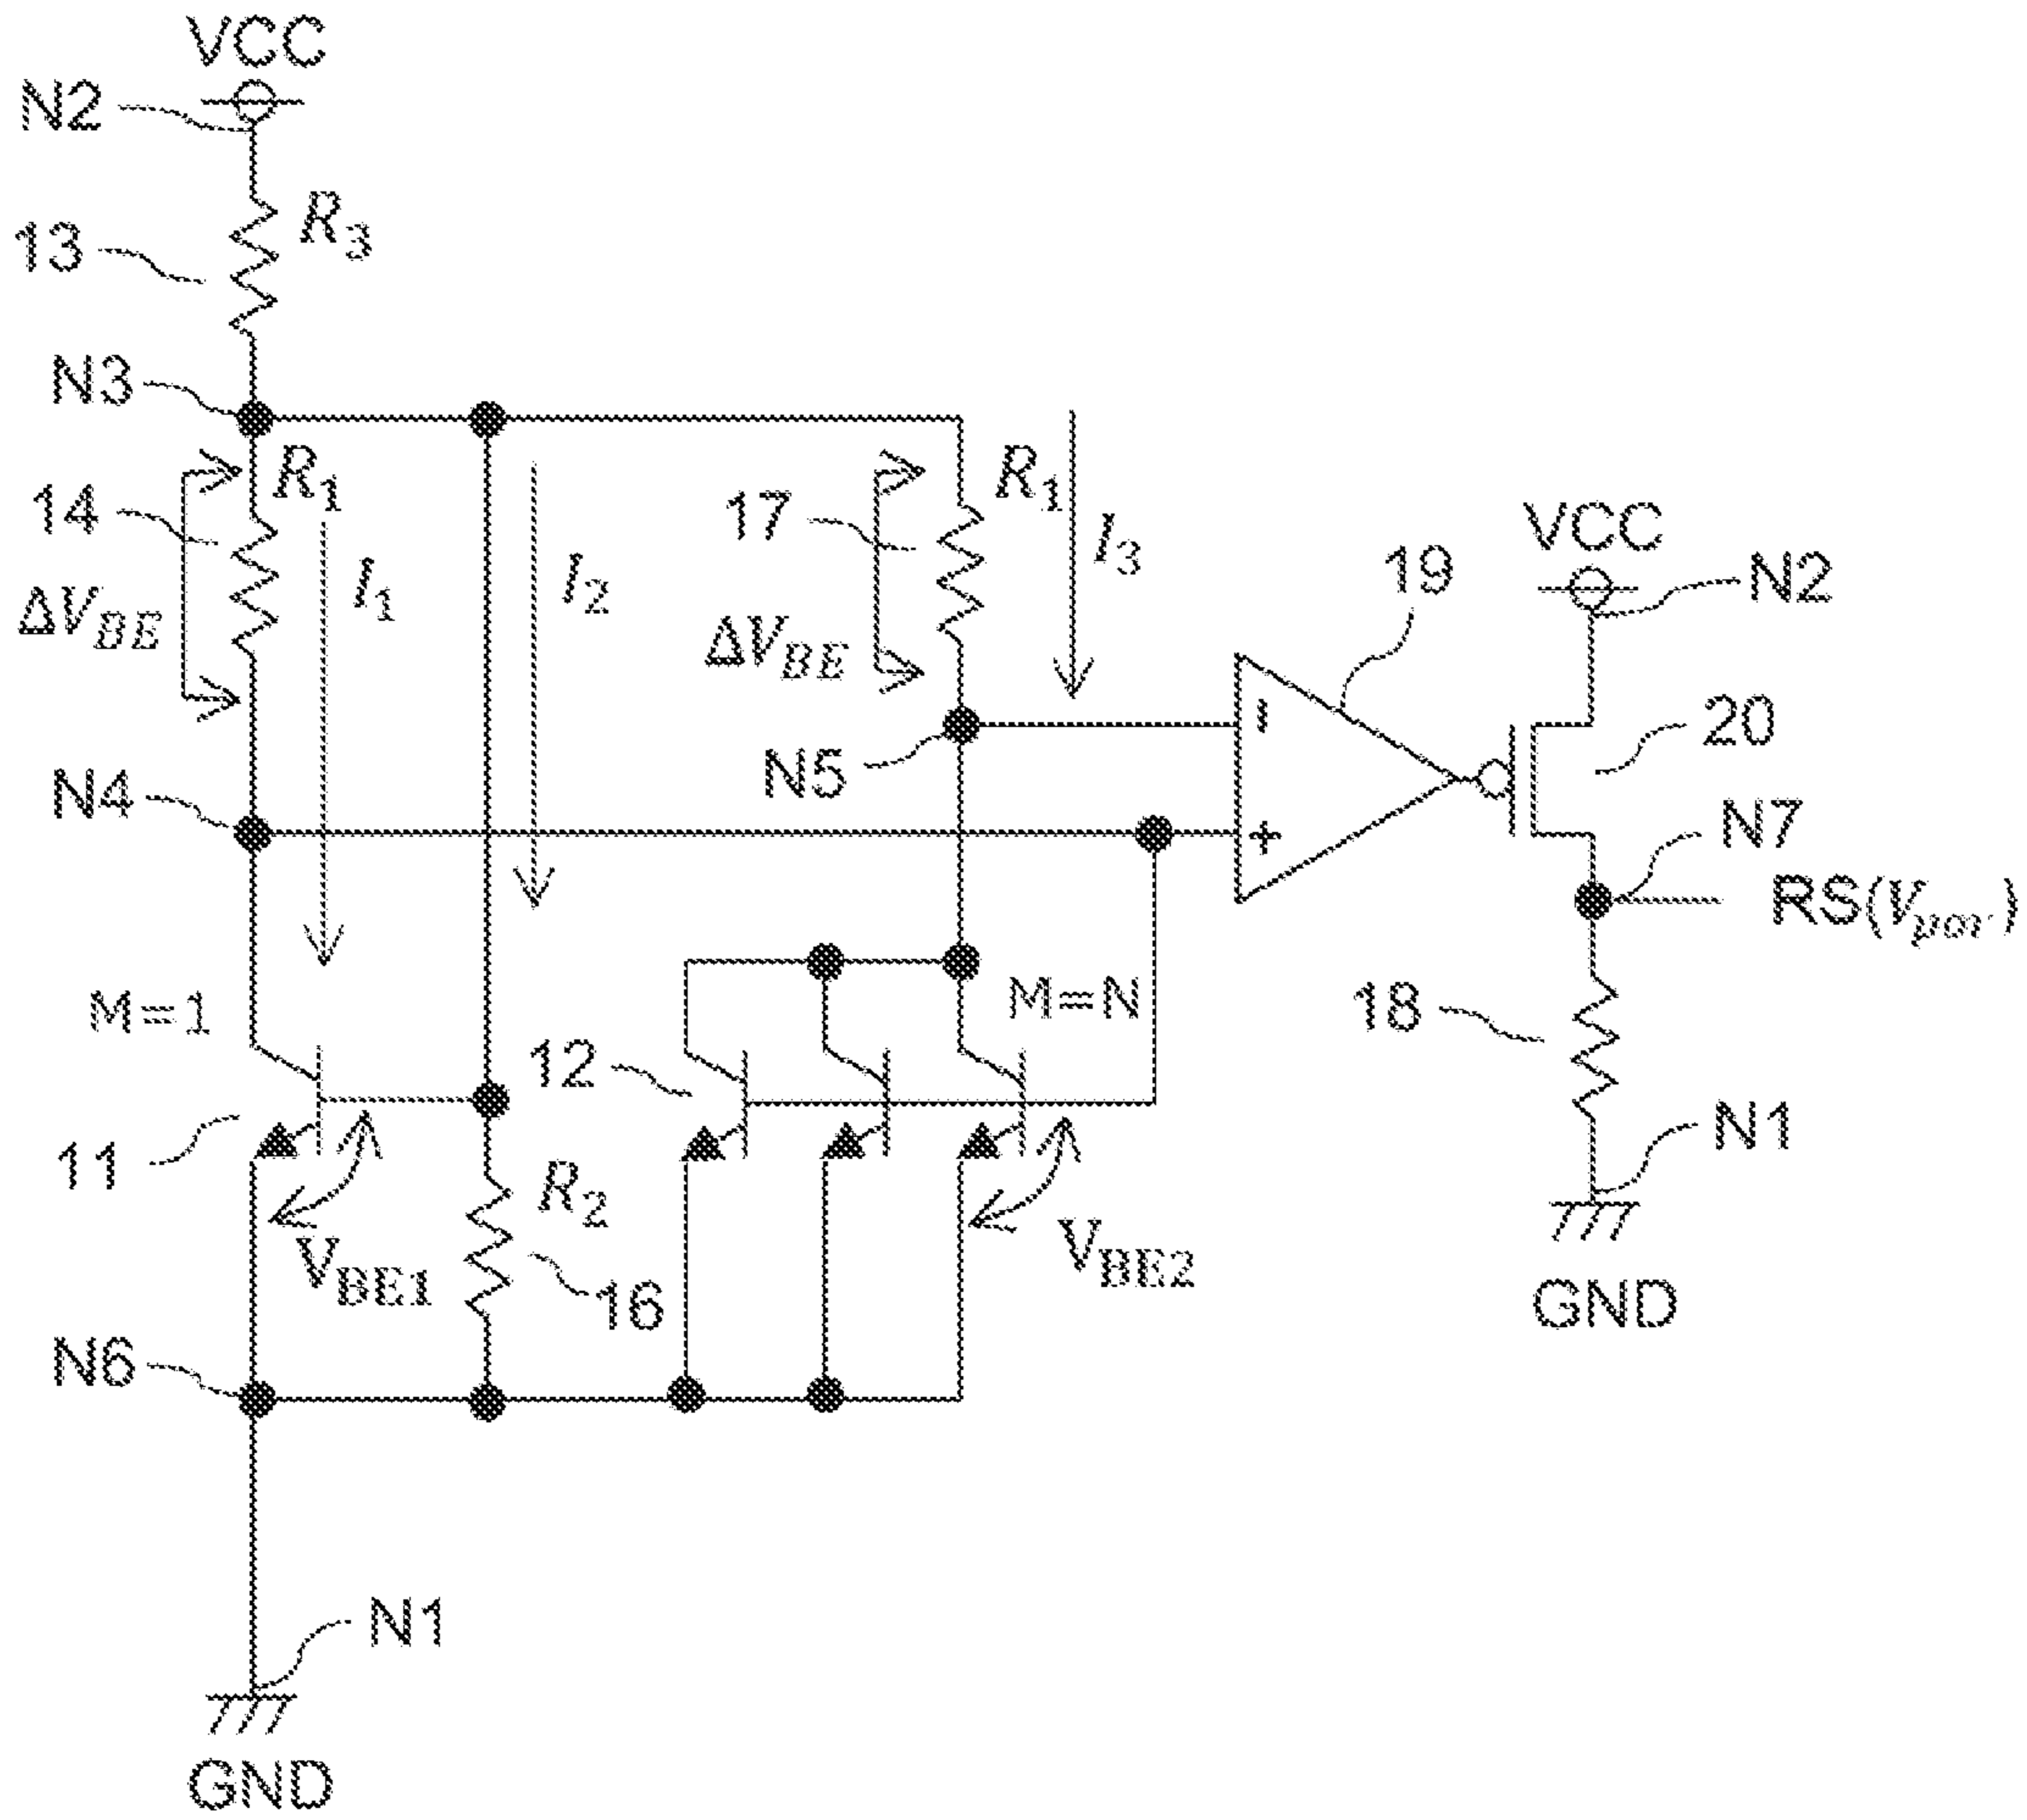 VCC
N2
R3
13
N3
R1
14
I1
ΔVBE
I2
17
R1
I3
ΔVBE
19
VCC
N2
20
N4
N5
−
+
N7
RS(Vpor)
M=1
M=N
12
18
11
R2
N1
VBE1
16
VBE2
GND
N6
N1
GND